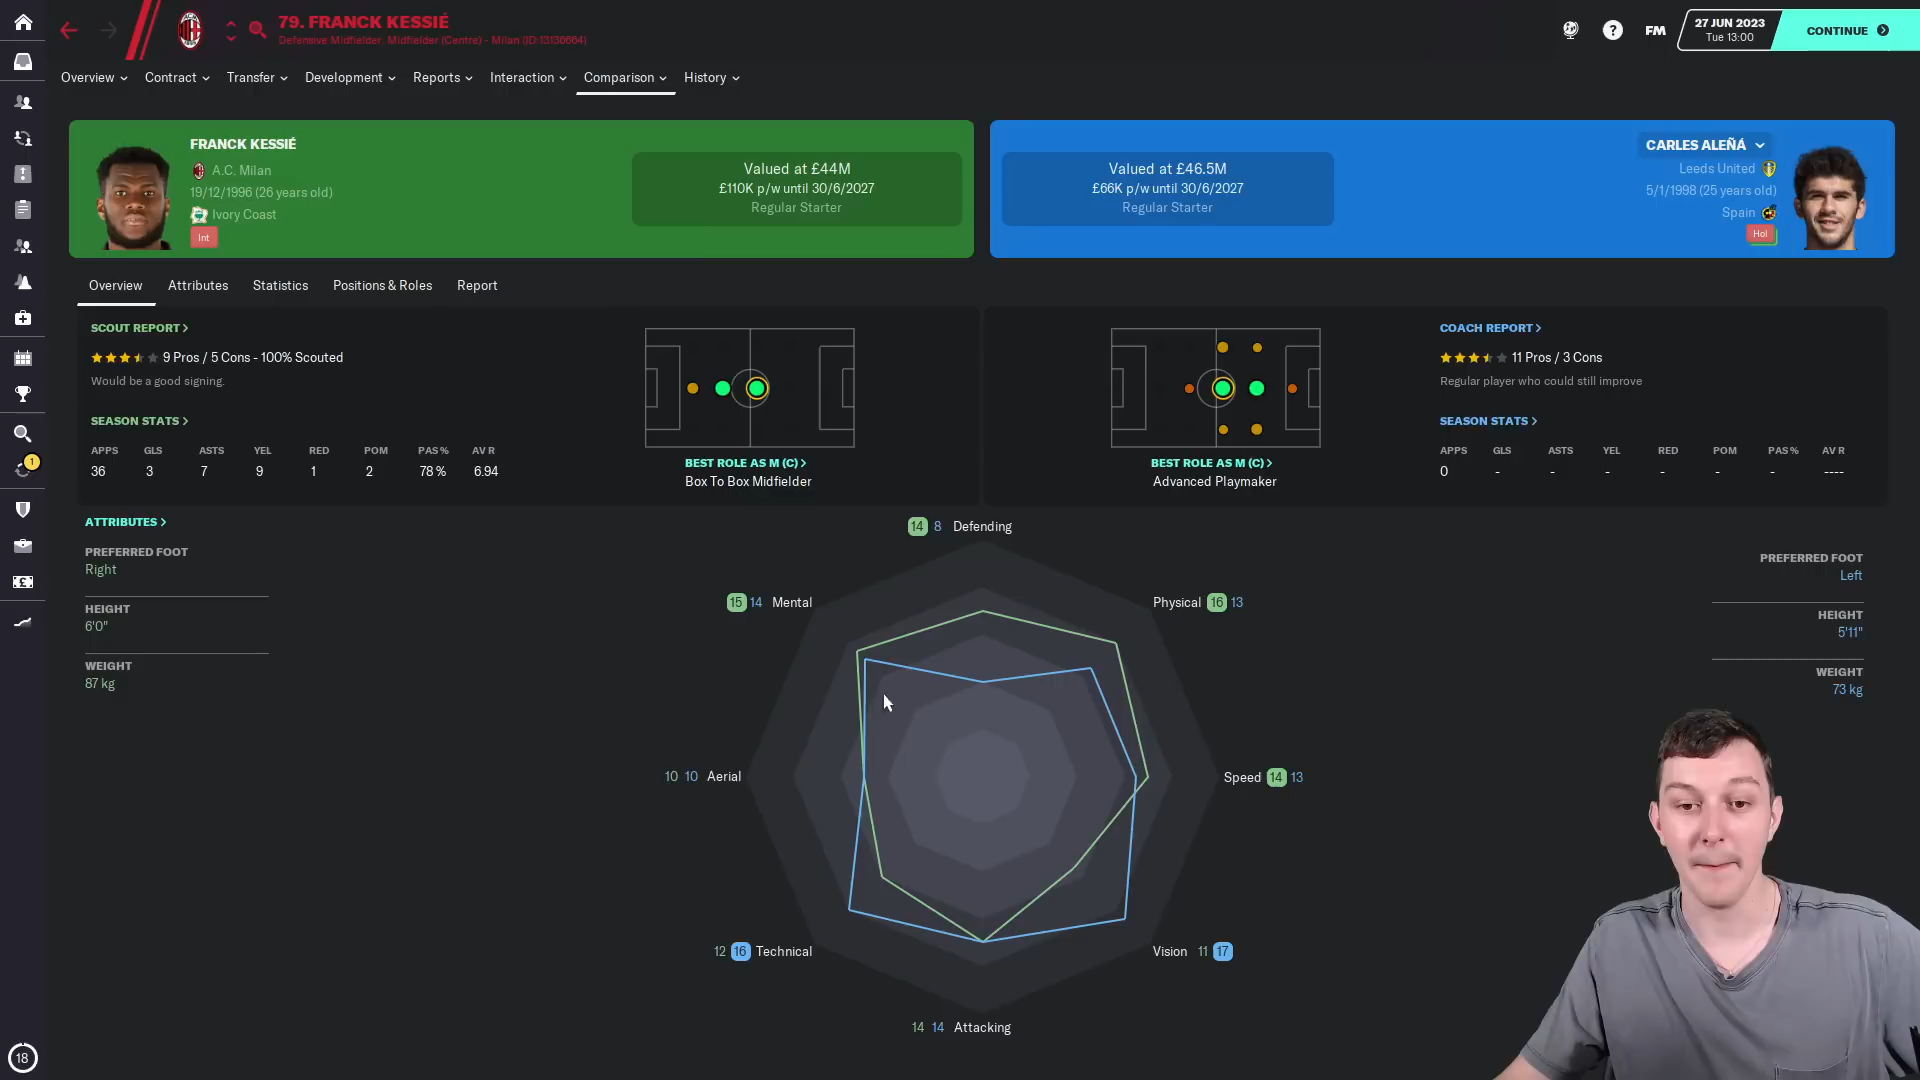 79. FRANCK KESSIÉ
Defensive Midfielder, Midfielder (Centre) - Milan (ID:13136664)
FM
27 JUN 2023
Tue 13:00
CONTINUE
Overview
Contract
Transfer
Development
Reports
Interaction
Comparison
History
FRANCK KESSIÉ
A.C. Milan
19/12/1996 (26 years old)
Ivory Coast
Int
Valued at £44M
£110K p/w until 30/6/2027
Regular Starter
Valued at £46.5M
£66K p/w until 30/6/2027
Regular Starter
CARLES ALEÑÁ
Leeds United
5/1/1998 (25 years old)
Spain
Hol
Overview
Attributes
Statistics
Positions & Roles
Report
SCOUT REPORT >
9 Pros / 5 Cons - 100% Scouted
Would be a good signing.
SEASON STATS >
APPS GLS ASTS YEL RED POM PAS % AV R
36 3 7 9 1 2 78 % 6.94
BEST ROLE AS M (C) >
Box To Box Midfielder
BEST ROLE AS M (C) >
Advanced Playmaker
COACH REPORT >
11 Pros / 3 Cons
Regular player who could still improve
SEASON STATS >
APPS GLS ASTS YEL RED POM PAS % AV R
0 - - - - - - ----
ATTRIBUTES >
PREFERRED FOOT
Right
HEIGHT
6'0"
WEIGHT
87 kg
14 8 Defending
15 14 Mental
Physical 16 13
10 10 Aerial
Speed 14 13
12 16 Technical
Vision 11 17
14 14 Attacking
PREFERRED FOOT
Left
HEIGHT
5'11"
WEIGHT
73 kg
1
18